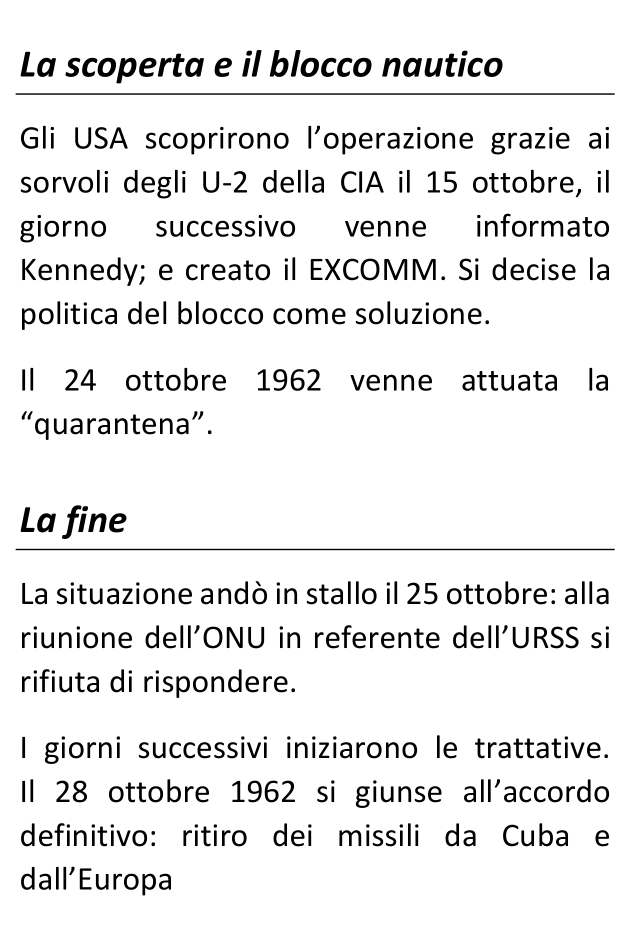 La scoperta e il blocco nautico
Gli USA scoprirono l’operazione grazie ai
sorvoli degli U-2 della CIA il 15 ottobre, il
giorno successivo venne informato
Kennedy; e creato il EXCOMM. Si decise la
politica del blocco come soluzione.
Il 24 ottobre 1962 venne attuata la
“quarantena”.
La fine
La situazione andò in stallo il 25 ottobre: alla
riunione dell’ONU in referente dell’URSS si
rifiuta di rispondere.
I giorni successivi iniziarono le trattative.
Il 28 ottobre 1962 si giunse all’accordo
definitivo: ritiro dei missili da Cuba e
dall’Europa